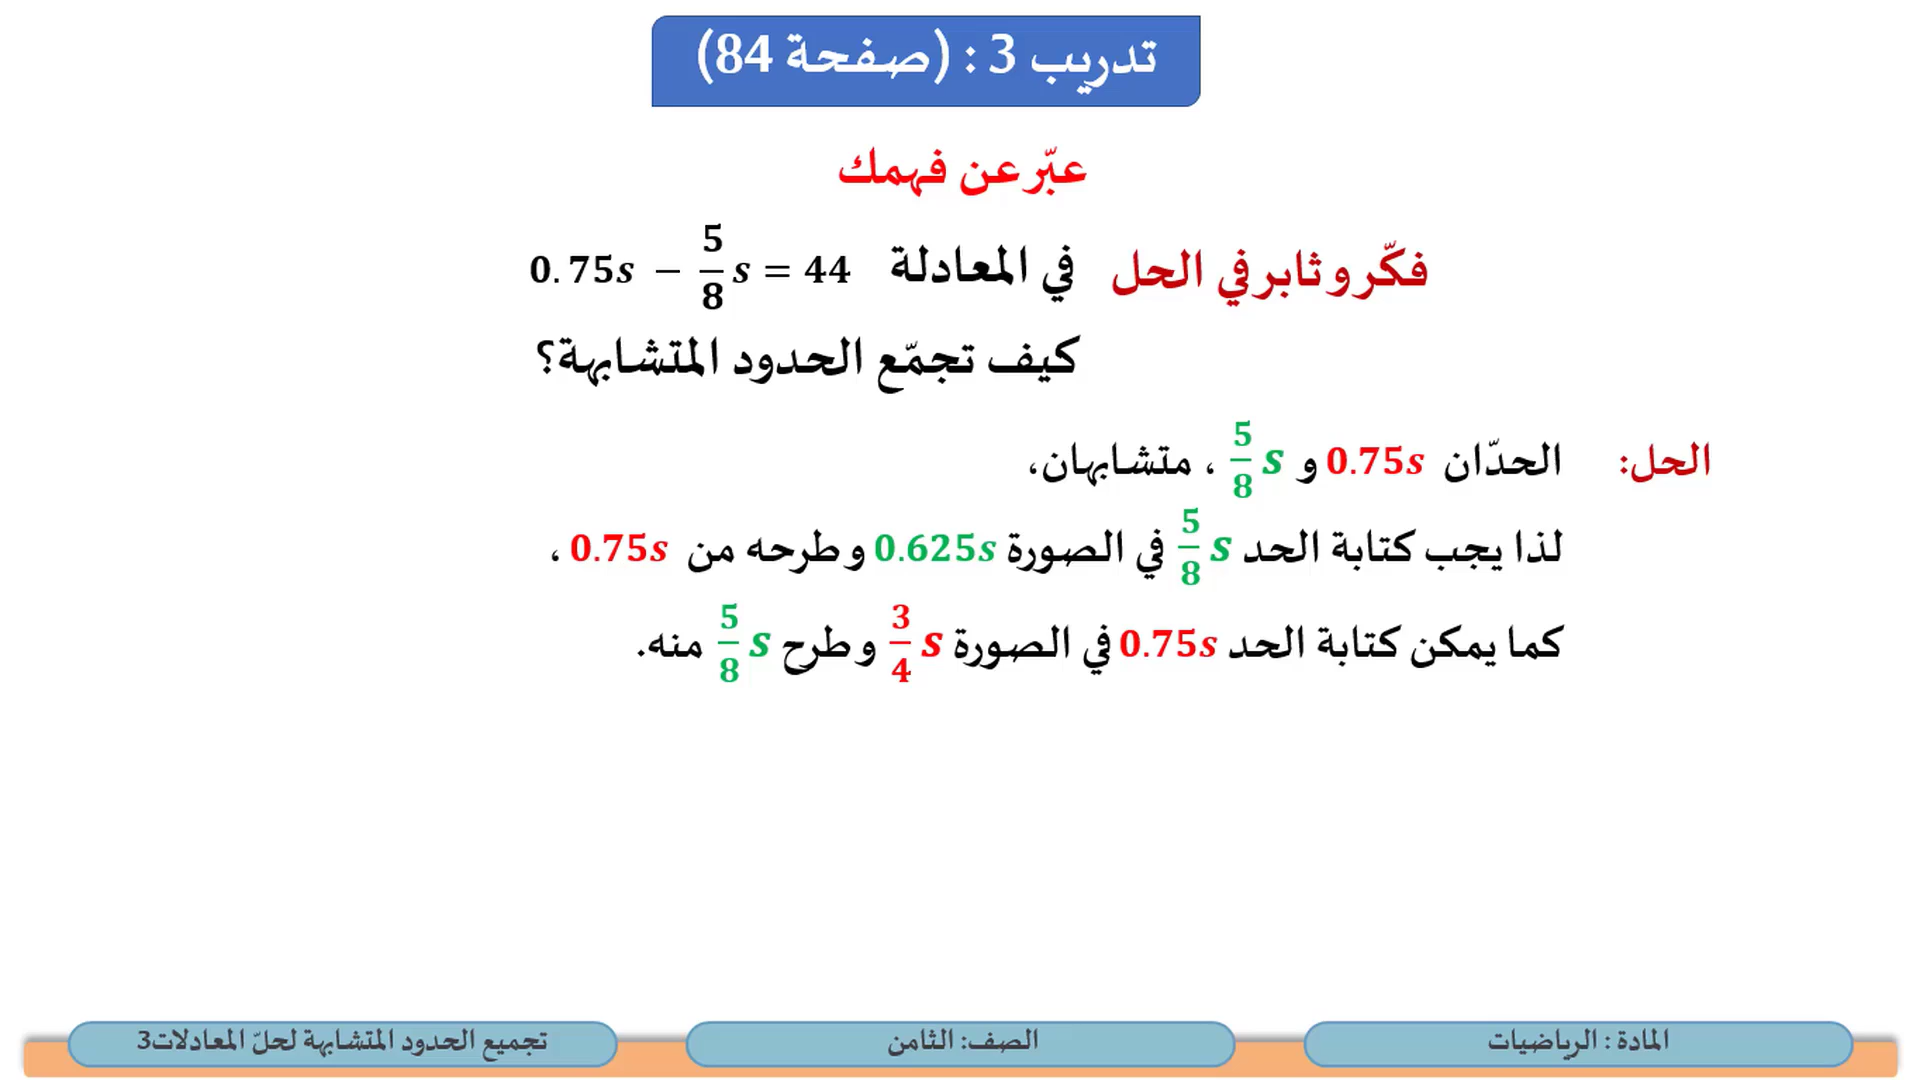 تدريب 3 : (صفحة 84)
عبّر عن فهمك
فكّر و ثابر في الحل في المعادلة 0.75s − 5/8 s = 44
كيف تجمّع الحدود المتشابهة؟
الحل: الحدّان 0.75s و 5/8 s ، متشابهان،
لذا يجب كتابة الحد 5/8 s في الصورة 0.625s و طرحه من 0.75s ،
كما يمكن كتابة الحد 0.75s في الصورة 3/4 s و طرح 5/8 s منه.
المادة : الرياضيات
الصف: الثامن
تجميع الحدود المتشابهة لحلّ المعادلات3